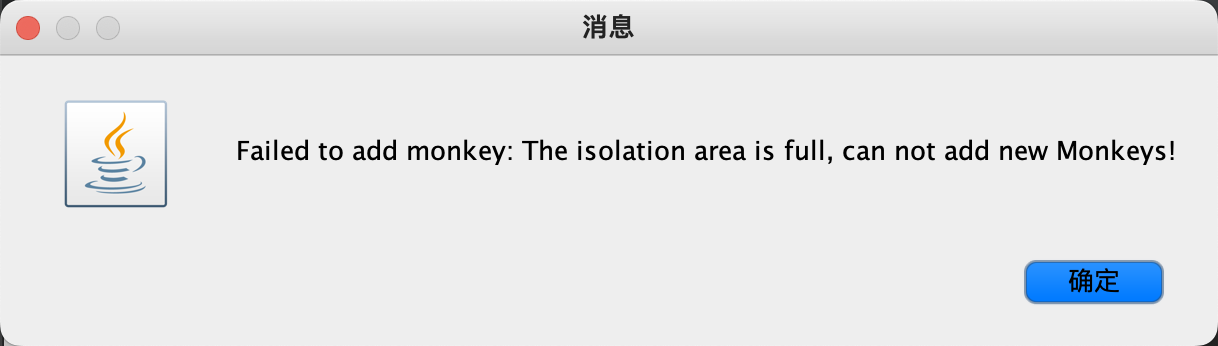 消息
Failed to add monkey: The isolation area is full, can not add new Monkeys!
确定